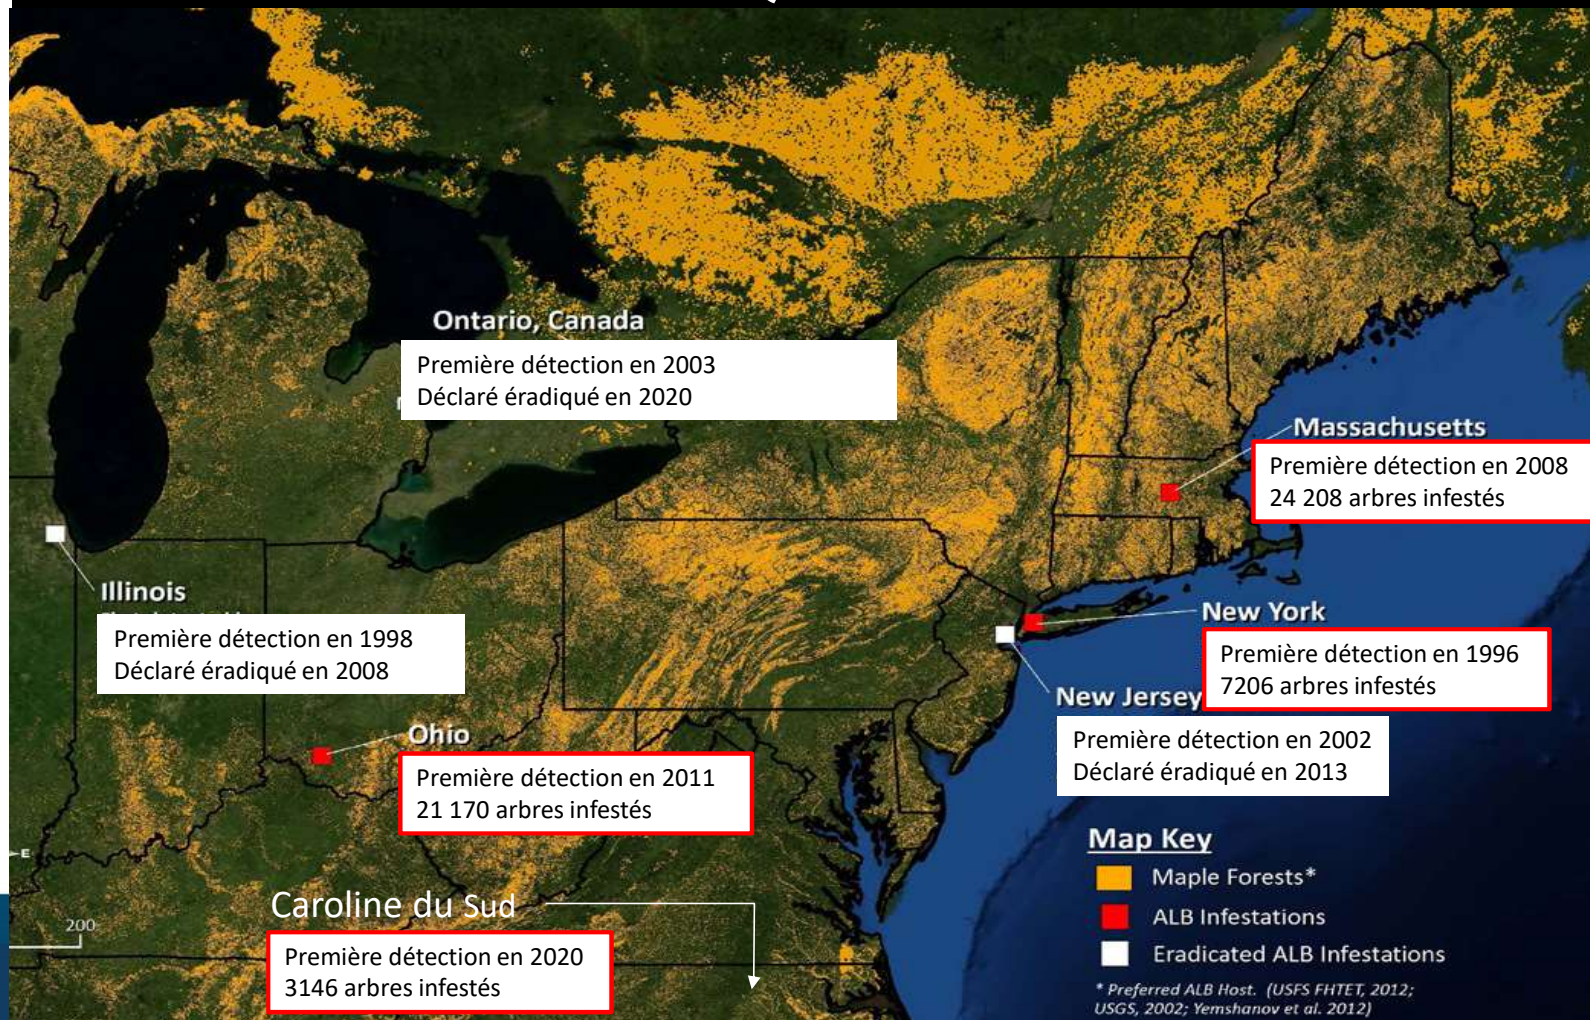 Ontario, Canada
Première détection en 2003
Déclaré éradiqué en 2020
Massachusetts
Première détection en 2008
24 208 arbres infestés
Illinois
Première détection en 1998
Déclaré éradiqué en 2008
New York
Première détection en 1996
7206 arbres infestés
New Jersey
Première détection en 2002
Déclaré éradiqué en 2013
Ohio
Première détection en 2011
21 170 arbres infestés
Caroline du Sud
Première détection en 2020
3146 arbres infestés
E
200
Map Key
Maple Forests*
ALB Infestations
Eradicated ALB Infestations
* Preferred ALB Host. (USFS FHTET, 2012;
USGS, 2002; Yemshanov et al. 2012)